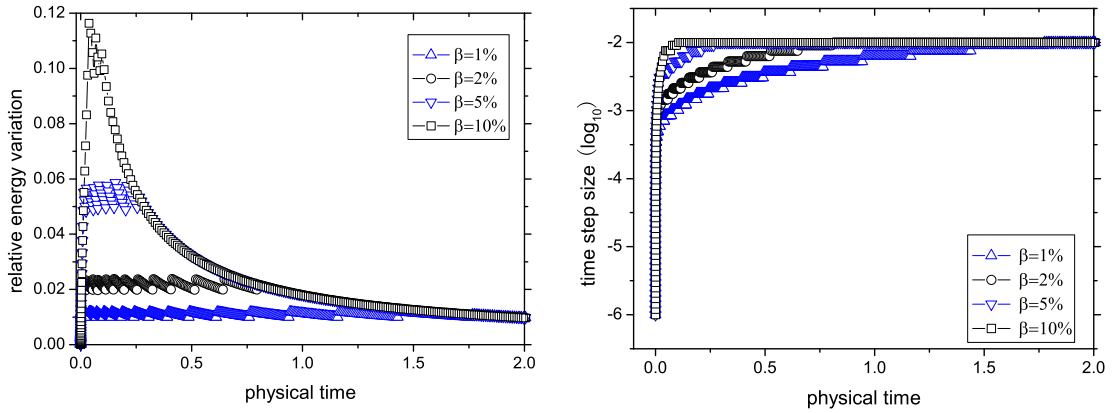 0.12
0.10
0.08
0.06
0.04
0.02
0.00
relative energy variation
β=1%
β=2%
β=5%
β=10%
0.0 0.5 1.0 1.5 2.0
physical time
-2
-3
-4
-5
-6
time step size (log10)
β=1%
β=2%
β=5%
β=10%
0.0 0.5 1.0 1.5 2.0
physical time